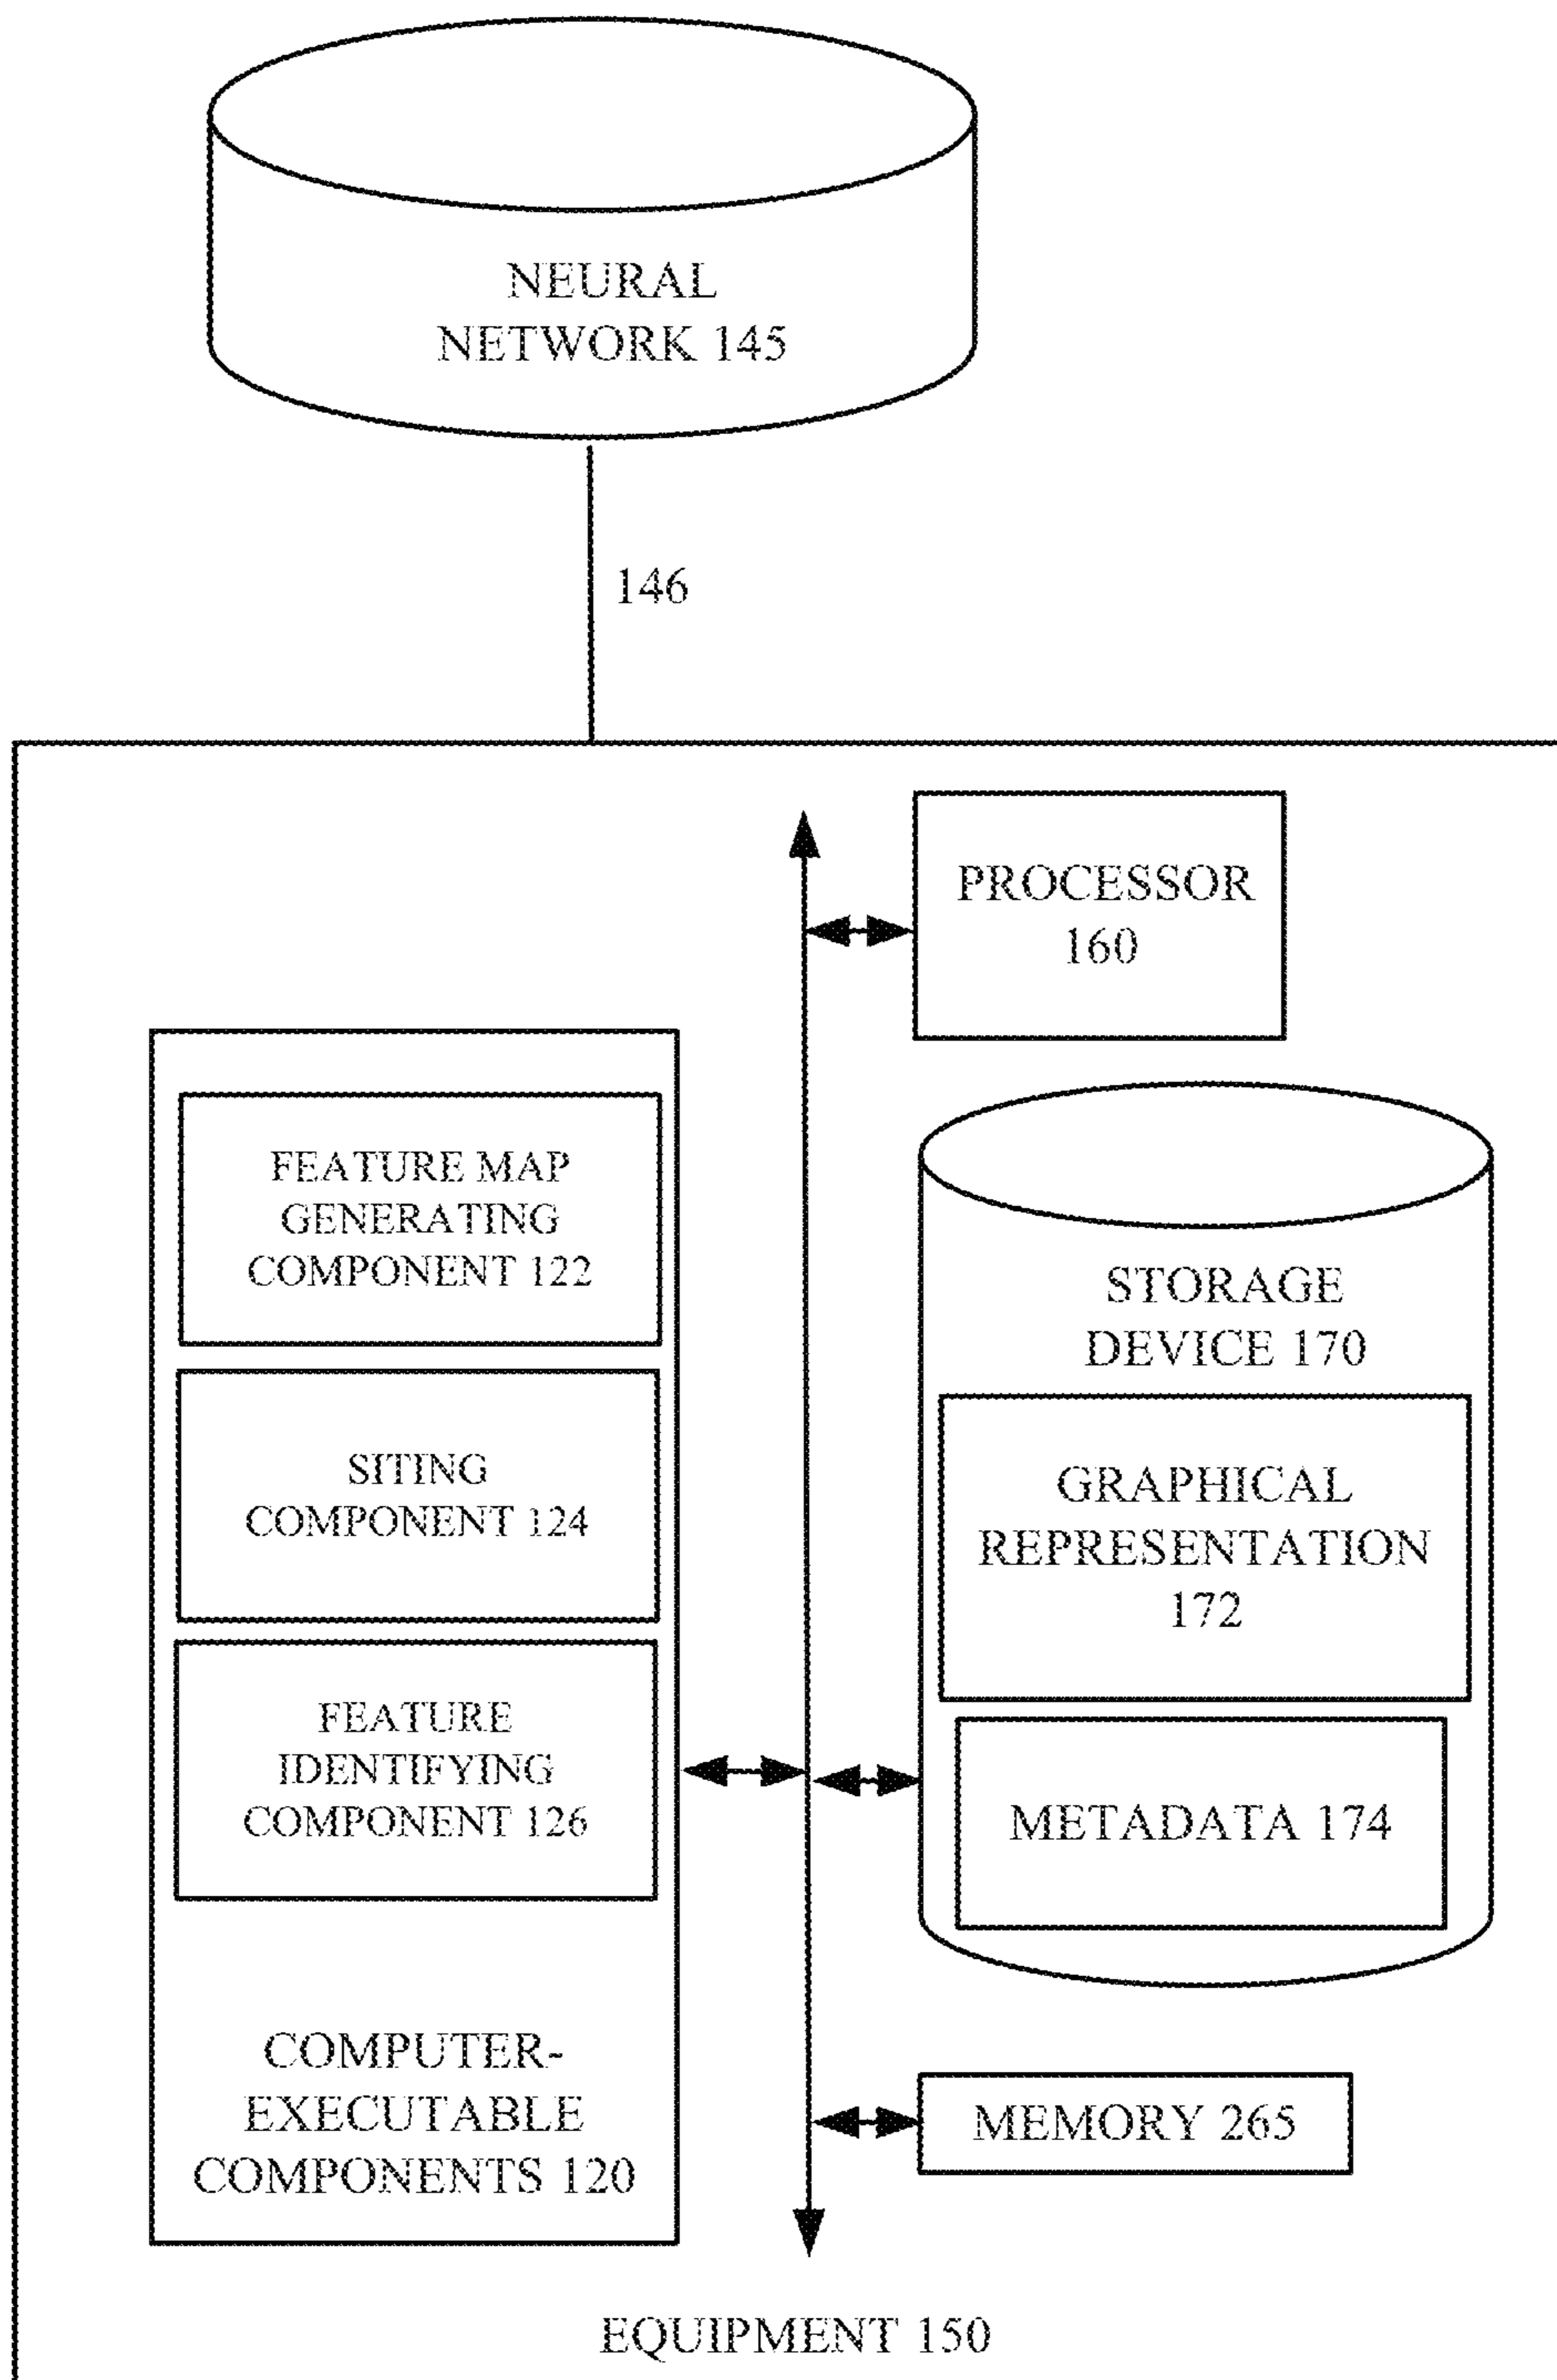 NEURAL
NETWORK 145
146
PROCESSOR
160
FEATURE MAP
GENERATING
COMPONENT 122
SITING
COMPONENT 124
FEATURE
IDENTIFYING
COMPONENT 126
COMPUTER-
EXECUTABLE
COMPONENTS 120
STORAGE
DEVICE 170
GRAPHICAL
REPRESENTATION
172
METADATA 174
MEMORY 265
EQUIPMENT 150